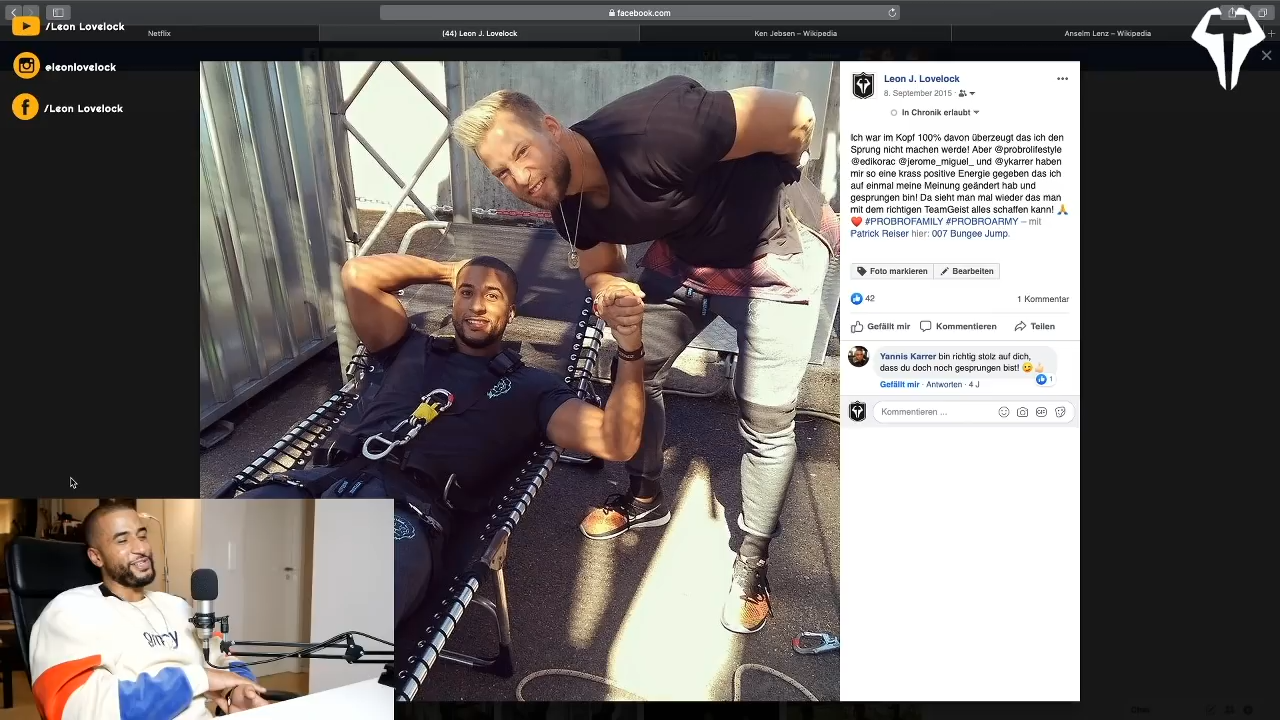 facebook.com
Netflix
(44) Leon J. Lovelock
Ken Jebsen – Wikipedia
Anselm Lenz – Wikipedia
/Leon Lovelock
@leonlovelock
/Leon Lovelock
Leon J. Lovelock
8. September 2015 ·
In Chronik erlaubt
Ich war im Kopf 100% davon überzeugt das ich den
Sprung nicht machen werde! Aber @probrolifestyle
@edikorac @jerome_miguel_ und @ykarrer haben
mir so eine krass positive Energie gegeben das ich
auf einmal meine Meinung geändert hab und
gesprungen bin! Da sieht man mal wieder das man
mit dem richtigen TeamGeist alles schaffen kann! 🙏
❤️ #PROBROFAMILY #PROBROARMY – mit
Patrick Reiser hier: 007 Bungee Jump.
Foto markieren
Bearbeiten
42
1 Kommentar
Gefällt mir
Kommentieren
Teilen
Yannis Karrer bin richtig stolz auf dich,
dass du doch noch gesprungen bist! 😉👍🏻
1
Gefällt mir · Antworten · 4 J
Kommentieren ...
GIF